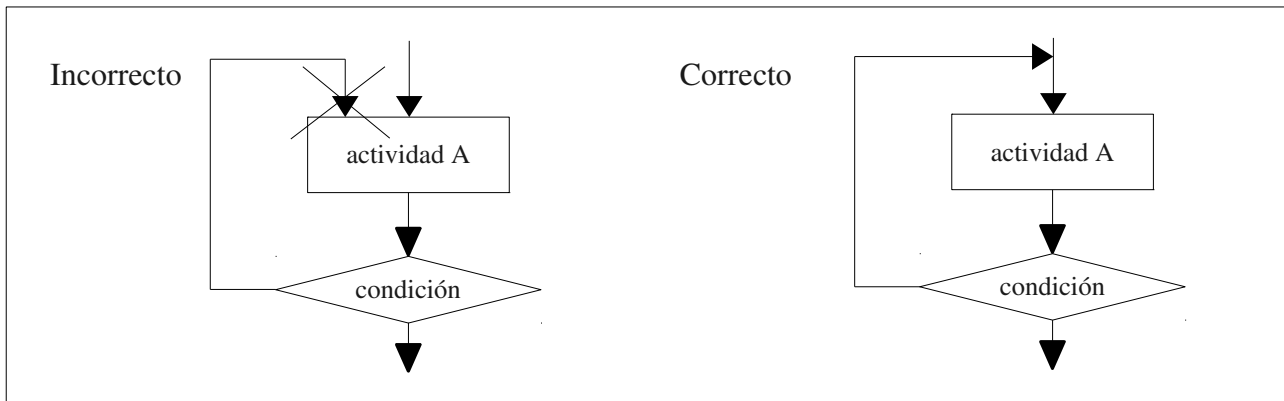 Incorrecto
actividad A
condición
Correcto
actividad A
condición